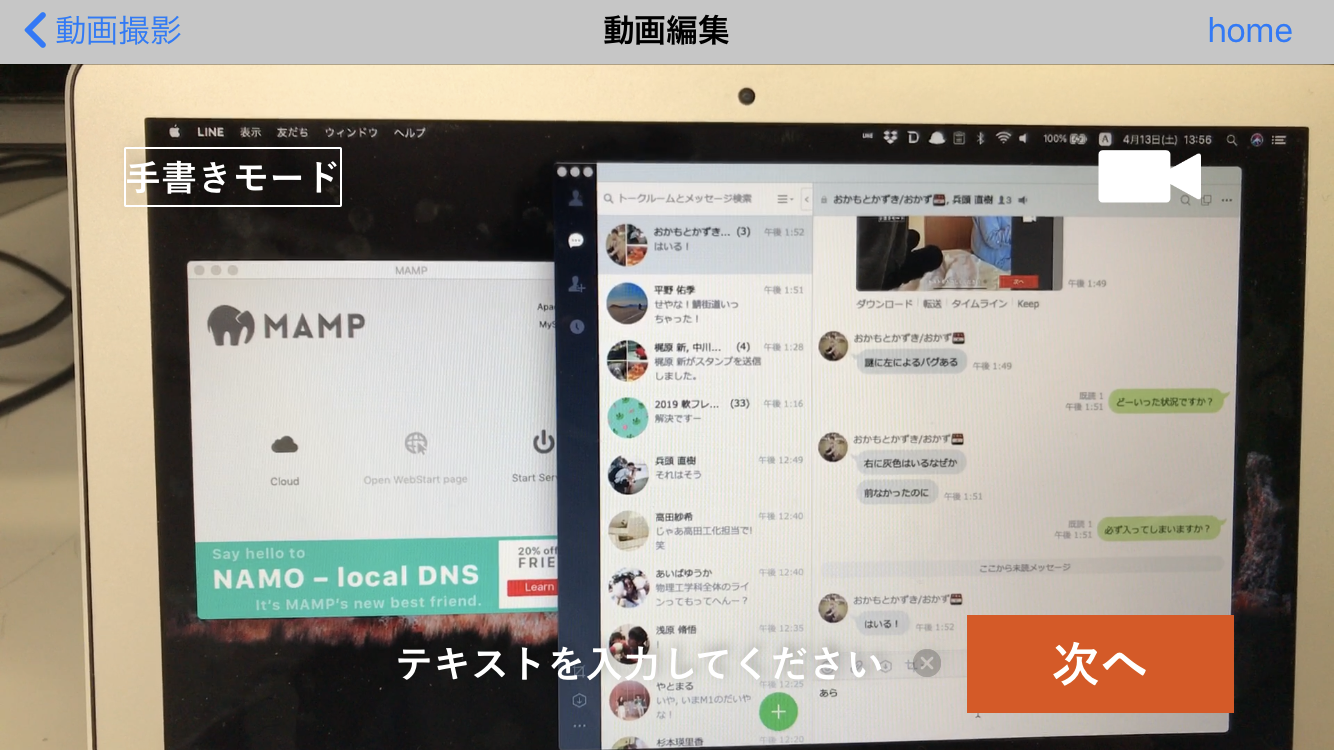 動画撮影
動画編集
home
LINE 表示 友だち ウィンドウ ヘルプ
100%
4月13日(土) 13:56
手書きモード
トークルームとメッセージ検索
おかもとかずき... (3) 午後 1:52
はいる！
平野 佑季 午後 1:51
せやな！鯖街道いっ
ちゃった！
梶原 新, 中川... (4) 午後 1:28
梶原 新がスタンプを送信
しました。
2019 軟フレ... (33) 午後 1:16
解決ですー
兵頭 直樹 午後 12:49
それはそう
高田紗希 午後 12:40
じゃあ高田工化担当で!
笑
あいばゆうか 午後 12:40
物理工学科全体のライ
ンってもってへんー？
浅原 脩悟 午後 12:35
やとまる 午後 12:25
いや, いまM1のだいや
な！
杉本瑛里香 午後 12:20
おかもとかずき/おかず, 兵頭 直樹 3
次へ
午後 1:49
ダウンロード 転送 タイムライン Keep
おかもとかずき/おかず
謎に左によるバグある
午後 1:49
既読 1
午後 1:51
どーいった状況ですか？
おかもとかずき/おかず
右に灰色はいるなぜか
前なかったのに
午後 1:51
既読 1
午後 1:51
必ず入ってしまいますか？
ここから未読メッセージ
おかもとかずき/おかず
はいる！
午後 1:52
あら
MAMP
MAMP
Apa
MyS
Cloud
Open WebStart page
Start Ser
Say hello to
NAMO – local DNS
It's MAMP's new best friend.
20% off
FRIE
Learn
テキストを入力してください
次へ